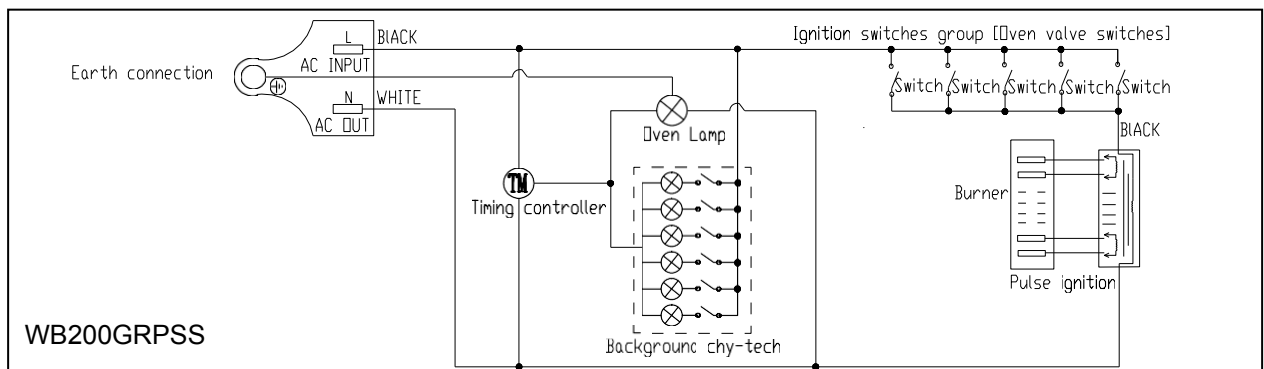 L
BlACK
AC INPUT
Earth connection
N
WHITE
AC OUT
Oven Lamp
TM
Timing controller
Background chy-tech
Ignition switches group [Oven valve switches]
Switch Switch Switch Switch Switch
BlACK
Burner
Pulse ignition
WB200GRPSS